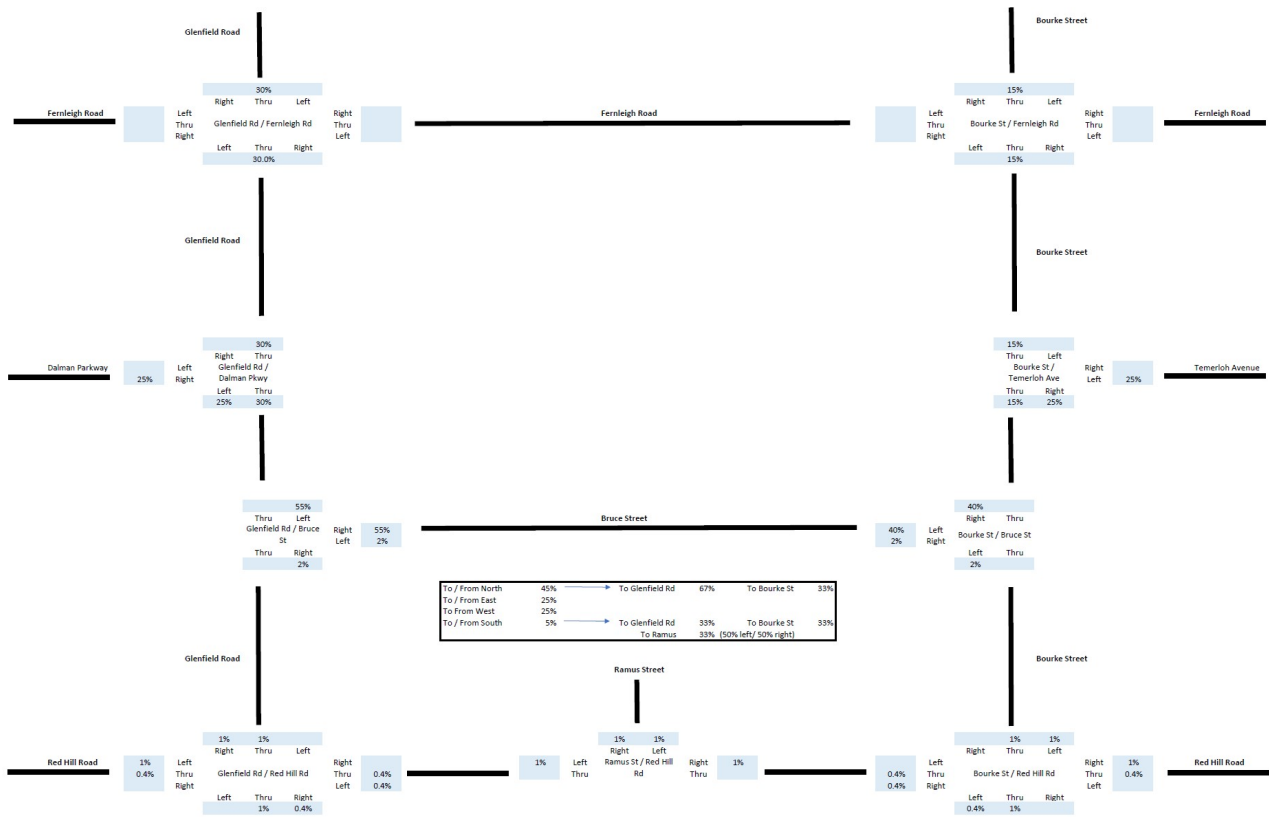 Glenfield Road
Bourke Street
30%
Right Thru Left
15%
Right Thru Left
Fernleigh Road
Left
Thru
Right
Glenfield Rd / Fernleigh Rd
Right
Thru
Left
Fernleigh Road
Left
Thru
Right
Bourke St / Fernleigh Rd
Right
Thru
Left
Fernleigh Road
Left Thru Right
30.0%
Left Thru Right
15%
Glenfield Road
Bourke Street
30%
Right Thru
15%
Thru Left
Dalman Parkway
Left
25% Right
Glenfield Rd /
Dalman Pkwy
Bourke St /
Temerloh Ave
Right
Left 25%
Temerloh Avenue
Left Thru
25% 30%
Thru Right
15% 25%
55%
Thru Left
40%
Right Thru
Glenfield Rd / Bruce
St
Right 55%
Left 2%
Bruce Street
40% Left
2% Right
Bourke St / Bruce St
Thru Right
2%
Left Thru
2%
To / From North 45% To Glenfield Rd 67% To Bourke St 33%
To / From East 25%
To From West 25%
To / From South 5% To Glenfield Rd 33% To Bourke St 33%
To Ramus 33% (50% left/ 50% right)
Glenfield Road
Ramus Street
Bourke Street
1% 1%
Right Thru Left
1% 1%
Right Left
1% 1%
Right Thru Left
Red Hill Road
1% Left
0.4% Thru
Right
Glenfield Rd / Red Hill Rd
Right
Thru 0.4%
Left 0.4%
1% Left
Thru
Ramus St / Red Hill
Rd
Right 1%
Thru
0.4% Left
0.4% Thru
0.4% Right
Bourke St / Red Hill Rd
Right 1%
Thru 0.4%
Left
Red Hill Road
Left Thru Right
1% 0.4%
Left Thru Right
0.4% 1%